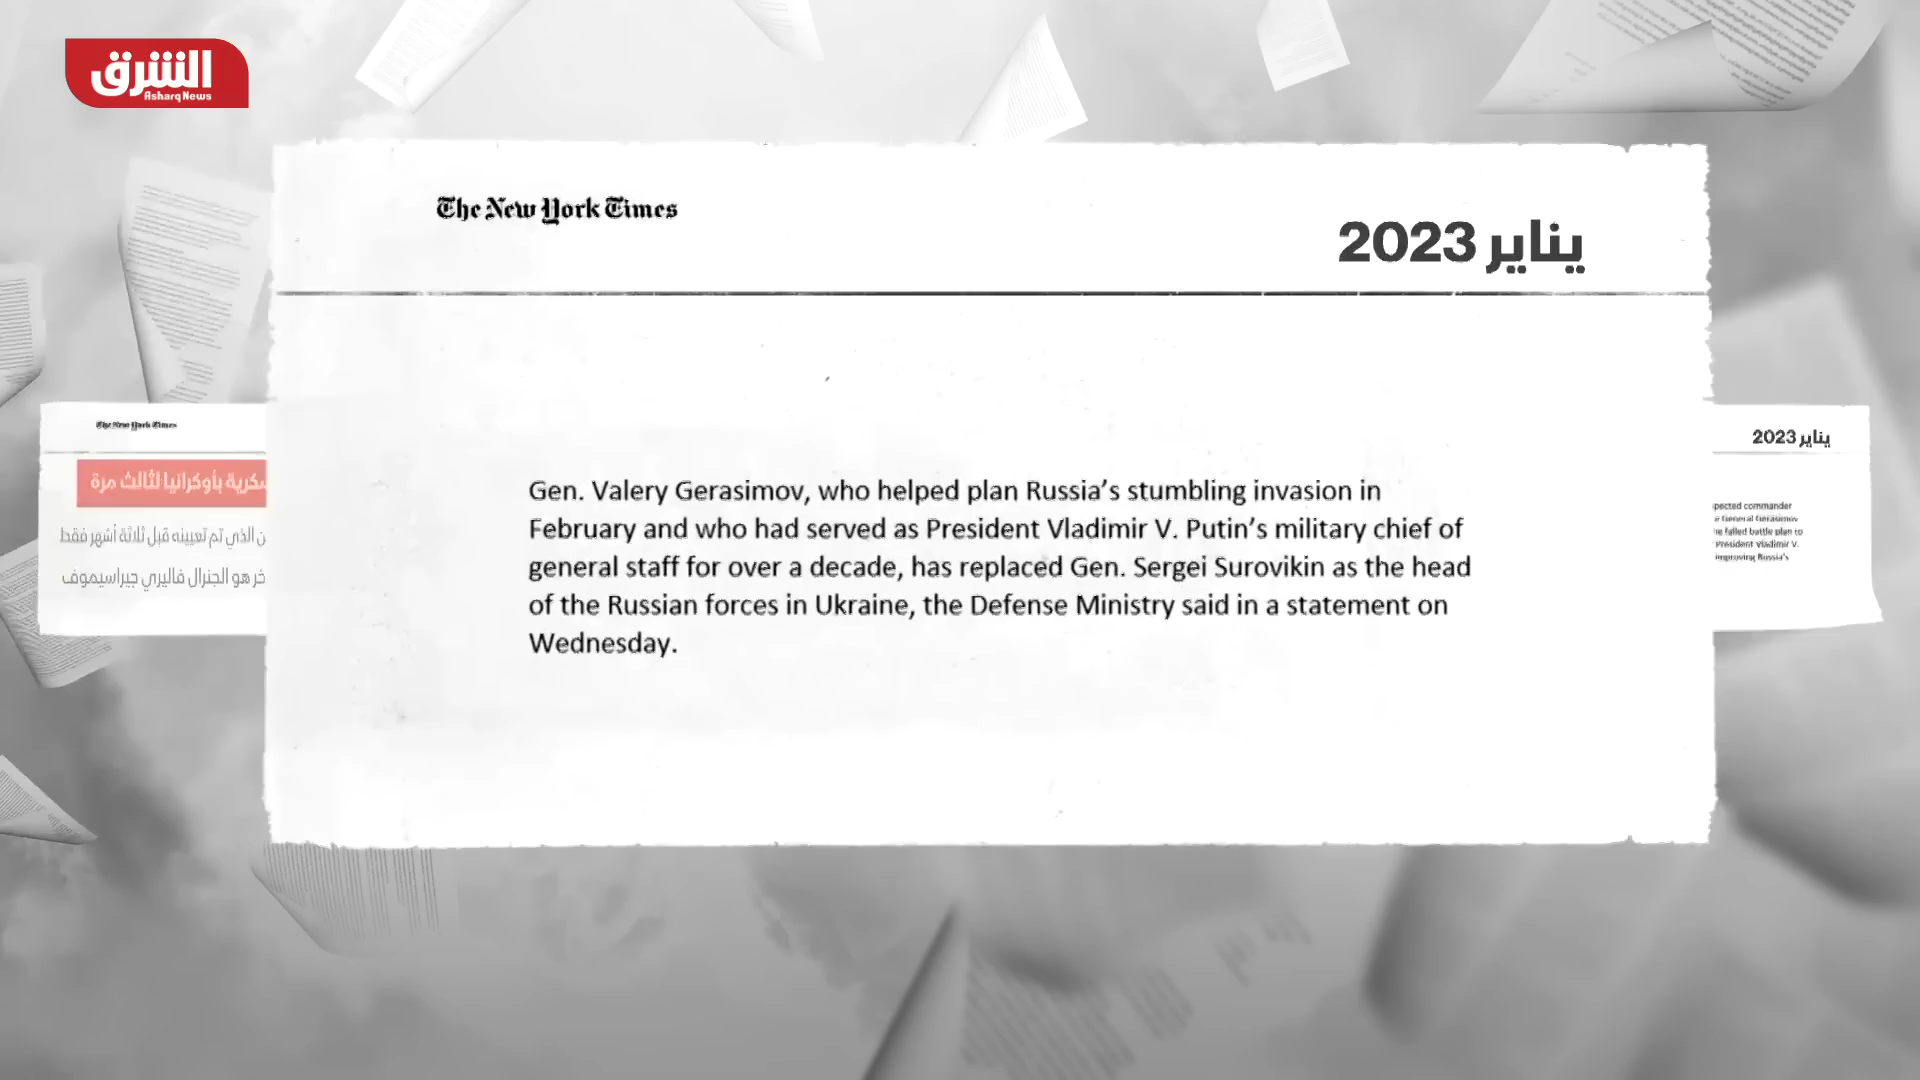 الشرق
Asharq News
The New York Times
يناير 2023
Gen. Valery Gerasimov, who helped plan Russia’s stumbling invasion in
February and who had served as President Vladimir V. Putin’s military chief of
general staff for over a decade, has replaced Gen. Sergei Surovikin as the head
of the Russian forces in Ukraine, the Defense Ministry said in a statement on
Wednesday.
The New York Times
بأوكرانيا لثالث مرة
الذي تم تعيينه قبل ثلاثة أشهر فقط
هو الجنرال فاليري جيراسيموف
يناير 2023
commander
General Gerasimov
failed battle plan to
President Vladimir V.
improving Russia’s